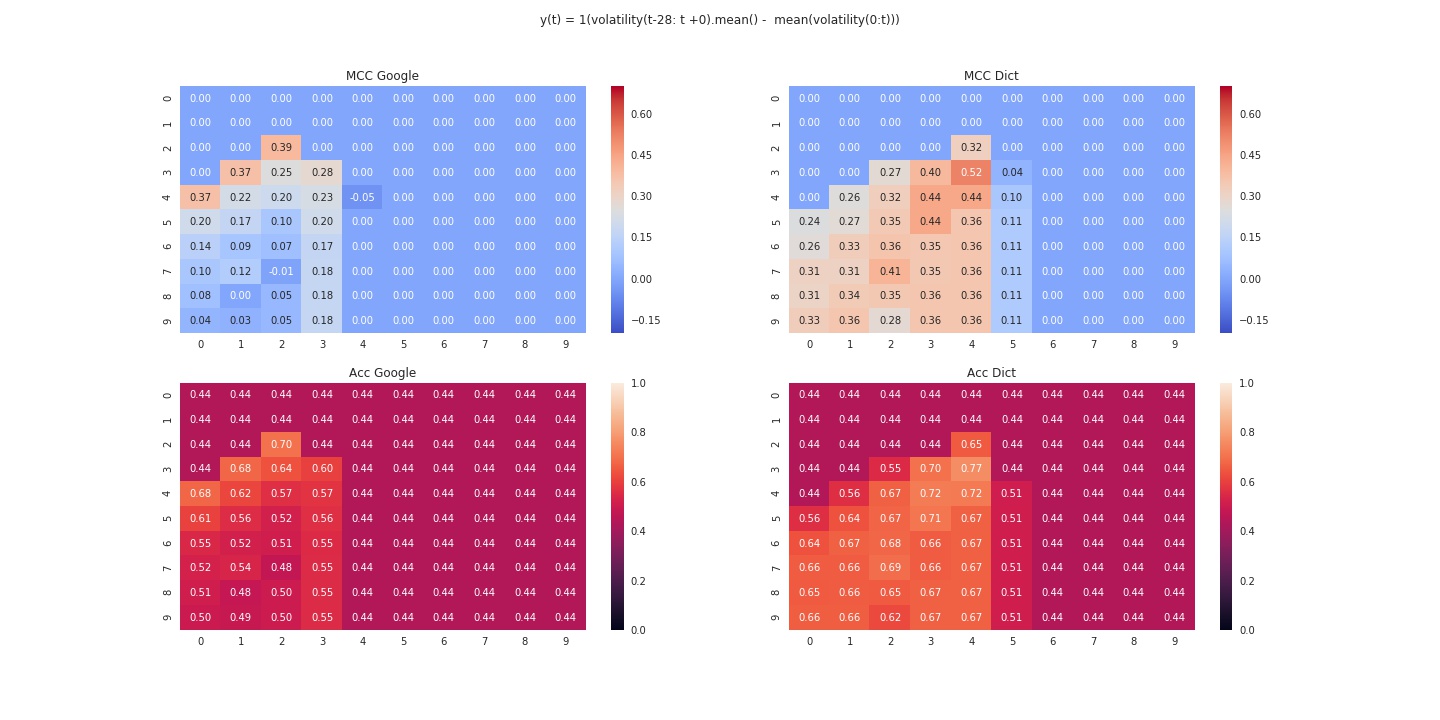 y(t) = 1(volatility(t-28: t +0).mean() -  mean(volatility(0:t)))
MCC Google
0 0.00 0.00 0.00 0.00 0.00 0.00 0.00 0.00 0.00 0.00
1 0.00 0.00 0.00 0.00 0.00 0.00 0.00 0.00 0.00 0.00
2 0.00 0.00 0.39 0.00 0.00 0.00 0.00 0.00 0.00 0.00
3 0.00 0.37 0.25 0.28 0.00 0.00 0.00 0.00 0.00 0.00
4 0.37 0.22 0.20 0.23 -0.05 0.00 0.00 0.00 0.00 0.00
5 0.20 0.17 0.10 0.20 0.00 0.00 0.00 0.00 0.00 0.00
6 0.14 0.09 0.07 0.17 0.00 0.00 0.00 0.00 0.00 0.00
7 0.10 0.12 -0.01 0.18 0.00 0.00 0.00 0.00 0.00 0.00
8 0.08 0.00 0.05 0.18 0.00 0.00 0.00 0.00 0.00 0.00
9 0.04 0.03 0.05 0.18 0.00 0.00 0.00 0.00 0.00 0.00
0 1 2 3 4 5 6 7 8 9
0.60
0.45
0.30
0.15
0.00
−0.15
MCC Dict
0 0.00 0.00 0.00 0.00 0.00 0.00 0.00 0.00 0.00 0.00
1 0.00 0.00 0.00 0.00 0.00 0.00 0.00 0.00 0.00 0.00
2 0.00 0.00 0.00 0.00 0.32 0.00 0.00 0.00 0.00 0.00
3 0.00 0.00 0.27 0.40 0.52 0.04 0.00 0.00 0.00 0.00
4 0.00 0.26 0.32 0.44 0.44 0.10 0.00 0.00 0.00 0.00
5 0.24 0.27 0.35 0.44 0.36 0.11 0.00 0.00 0.00 0.00
6 0.26 0.33 0.36 0.35 0.36 0.11 0.00 0.00 0.00 0.00
7 0.31 0.31 0.41 0.35 0.36 0.11 0.00 0.00 0.00 0.00
8 0.31 0.34 0.35 0.36 0.36 0.11 0.00 0.00 0.00 0.00
9 0.33 0.36 0.28 0.36 0.36 0.11 0.00 0.00 0.00 0.00
0 1 2 3 4 5 6 7 8 9
0.60
0.45
0.30
0.15
0.00
−0.15
Acc Google
0 0.44 0.44 0.44 0.44 0.44 0.44 0.44 0.44 0.44 0.44
1 0.44 0.44 0.44 0.44 0.44 0.44 0.44 0.44 0.44 0.44
2 0.44 0.44 0.70 0.44 0.44 0.44 0.44 0.44 0.44 0.44
3 0.44 0.68 0.64 0.60 0.44 0.44 0.44 0.44 0.44 0.44
4 0.68 0.62 0.57 0.57 0.44 0.44 0.44 0.44 0.44 0.44
5 0.61 0.56 0.52 0.56 0.44 0.44 0.44 0.44 0.44 0.44
6 0.55 0.52 0.51 0.55 0.44 0.44 0.44 0.44 0.44 0.44
7 0.52 0.54 0.48 0.55 0.44 0.44 0.44 0.44 0.44 0.44
8 0.51 0.48 0.50 0.55 0.44 0.44 0.44 0.44 0.44 0.44
9 0.50 0.49 0.50 0.55 0.44 0.44 0.44 0.44 0.44 0.44
0 1 2 3 4 5 6 7 8 9
1.0
0.8
0.6
0.4
0.2
0.0
Acc Dict
0 0.44 0.44 0.44 0.44 0.44 0.44 0.44 0.44 0.44 0.44
1 0.44 0.44 0.44 0.44 0.44 0.44 0.44 0.44 0.44 0.44
2 0.44 0.44 0.44 0.44 0.65 0.44 0.44 0.44 0.44 0.44
3 0.44 0.44 0.55 0.70 0.77 0.44 0.44 0.44 0.44 0.44
4 0.44 0.56 0.67 0.72 0.72 0.51 0.44 0.44 0.44 0.44
5 0.56 0.64 0.67 0.71 0.67 0.51 0.44 0.44 0.44 0.44
6 0.64 0.67 0.68 0.66 0.67 0.51 0.44 0.44 0.44 0.44
7 0.66 0.66 0.69 0.66 0.67 0.51 0.44 0.44 0.44 0.44
8 0.65 0.66 0.65 0.67 0.67 0.51 0.44 0.44 0.44 0.44
9 0.66 0.66 0.62 0.67 0.67 0.51 0.44 0.44 0.44 0.44
0 1 2 3 4 5 6 7 8 9
1.0
0.8
0.6
0.4
0.2
0.0